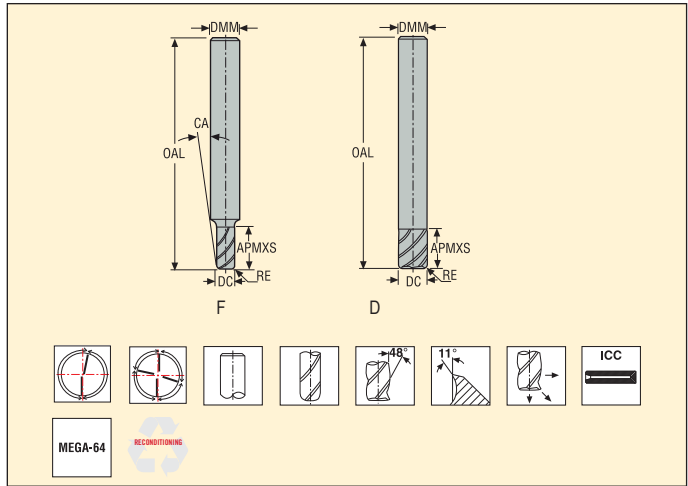 DMM
DMM
CA
OAL
OAL
APMXS
APMXS
DC
RE
DC
RE
F
D
48°
11°
ICC
MEGA-64
RECONDITIONING